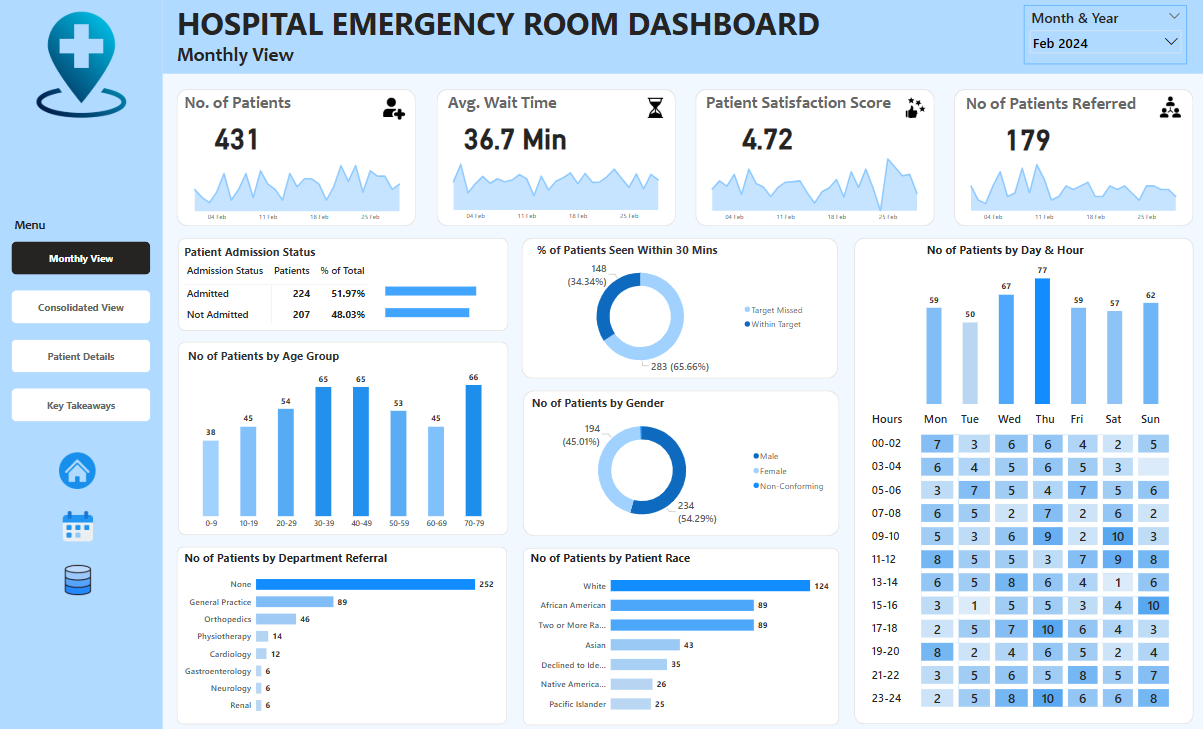 HOSPITAL EMERGENCY ROOM DASHBOARD
Monthly View
Month & Year
Feb 2024
Menu
Monthly View
Consolidated View
Patient Details
Key Takeaways
No. of Patients
431
04 Feb 11 Feb 18 Feb 25 Feb
Avg. Wait Time
36.7 Min
04 Feb 11 Feb 18 Feb 25 Feb
Patient Satisfaction Score
4.72
04 Feb 11 Feb 18 Feb 25 Feb
No of Patients Referred
179
04 Feb 11 Feb 18 Feb 25 Feb
Patient Admission Status
Admission Status Patients % of Total
Admitted 224 51.97%
Not Admitted 207 48.03%
No of Patients by Age Group
38 45 54 65 65 53 45 66
0-9 10-19 20-29 30-39 40-49 50-59 60-69 70-79
No of Patients by Department Referral
None 252
General Practice 89
Orthopedics 46
Physiotherapy 14
Cardiology 12
Gastroenterology 6
Neurology 6
Renal 6
% of Patients Seen Within 30 Mins
148
(34.34%)
Target Missed
Within Target
283 (65.66%)
No of Patients by Gender
194
(45.01%)
Male
Female
Non-Conforming
234
(54.29%)
No of Patients by Patient Race
White 124
African American 89
Two or More Ra... 89
Asian 43
Declined to Ide... 35
Native America... 26
Pacific Islander 25
No of Patients by Day & Hour
59 50 67 77 59 57 62
Hours Mon Tue Wed Thu Fri Sat Sun
00-02 7 3 6 6 4 2 5
03-04 6 4 5 6 5 3
05-06 3 7 5 4 7 5 6
07-08 6 5 2 7 2 6 2
09-10 5 3 6 9 2 10 3
11-12 8 5 5 3 7 9 8
13-14 6 5 8 6 4 1 6
15-16 3 1 5 5 3 4 10
17-18 2 5 7 10 6 4 3
19-20 8 2 4 6 5 2 4
21-22 3 5 6 5 8 5 7
23-24 2 5 8 10 6 6 8